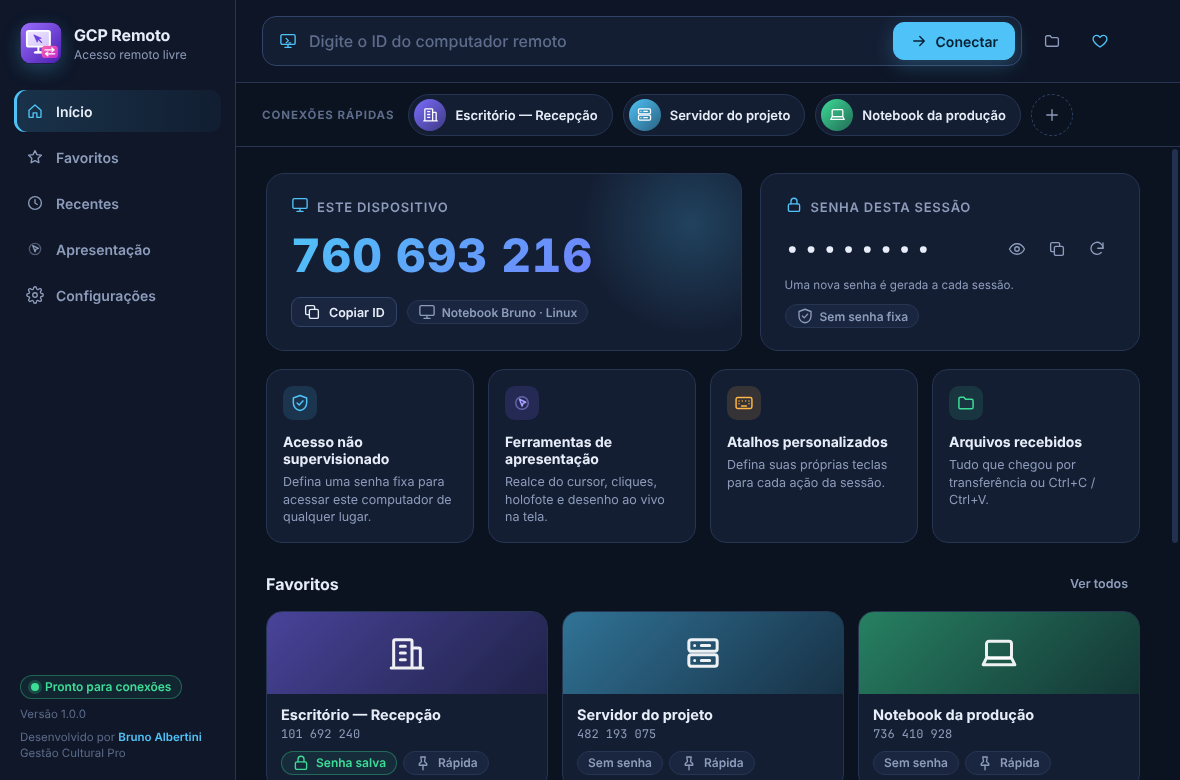 GCP Remoto
Acesso remoto livre
Início
Favoritos
Recentes
Apresentação
Configurações
Pronto para conexões
Versão 1.0.0
Desenvolvido por Bruno Albertini
Gestão Cultural Pro
Digite o ID do computador remoto
Conectar
CONEXÕES RÁPIDAS
Escritório — Recepção
Servidor do projeto
Notebook da produção
ESTE DISPOSITIVO
760 693 216
Copiar ID
Notebook Bruno · Linux
SENHA DESTA SESSÃO
Uma nova senha é gerada a cada sessão.
Sem senha fixa
Acesso não
supervisionado
Defina uma senha fixa para
acessar este computador de
qualquer lugar.
Ferramentas de
apresentação
Realce do cursor, cliques,
holofote e desenho ao vivo
na tela.
Atalhos personalizados
Defina suas próprias teclas
para cada ação da sessão.
Arquivos recebidos
Tudo que chegou por
transferência ou Ctrl+C /
Ctrl+V.
Favoritos
Ver todos
Escritório — Recepção
101 692 240
Senha salva
Rápida
Servidor do projeto
482 193 075
Sem senha
Rápida
Notebook da produção
736 410 928
Sem senha
Rápida